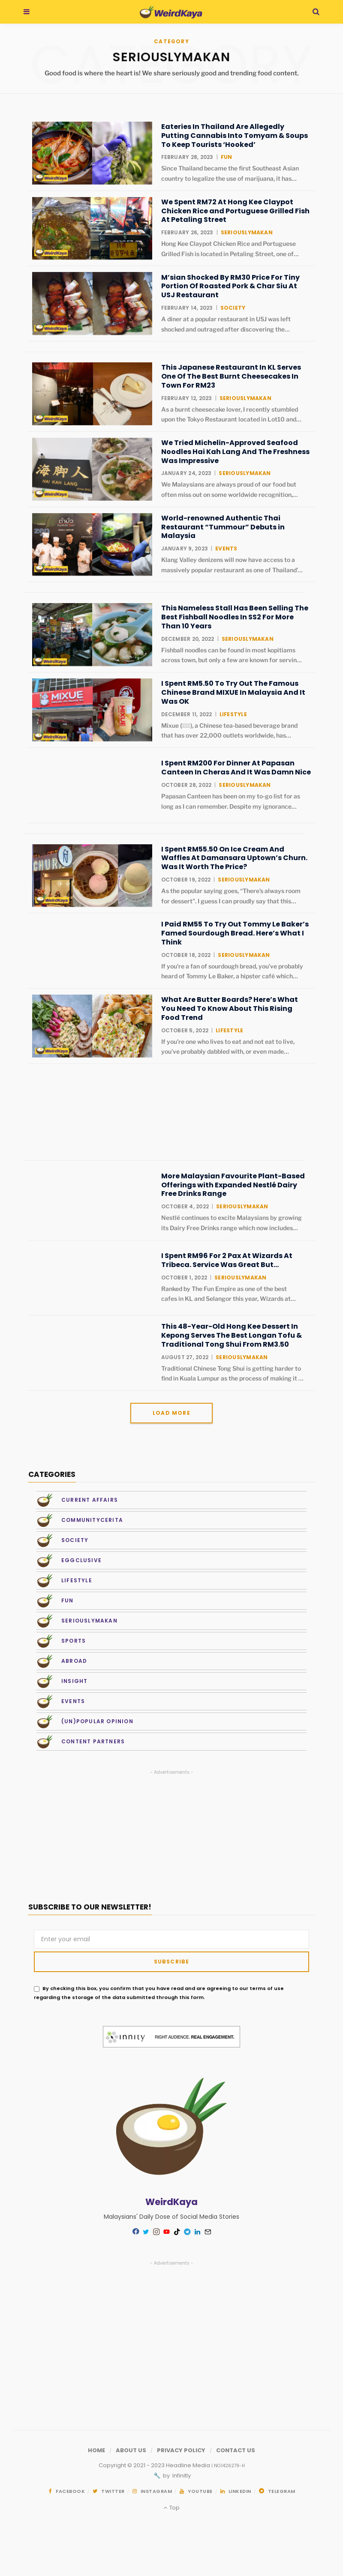 WeirdKaya
CATEGORY
SERIOUSLYMAKAN
Good food is where the heart is! We share seriously good and trending food content.
Eateries In Thailand Are Allegedly
Putting Cannabis Into Tomyam & Soups
To Keep Tourists ‘Hooked’
FEBRUARY 28, 2023 | FUN
Since Thailand became the first Southeast Asian
country to legalize the use of marijuana, it has…
We Spent RM72 At Hong Kee Claypot
Chicken Rice and Portuguese Grilled Fish
At Petaling Street
FEBRUARY 26, 2023 | SERIOUSLYMAKAN
Hong Kee Claypot Chicken Rice and Portuguese
Grilled Fish is located in Petaling Street, one of…
M’sian Shocked By RM30 Price For Tiny
Portion Of Roasted Pork & Char Siu At
USJ Restaurant
FEBRUARY 14, 2023 | SOCIETY
A diner at a popular restaurant in USJ was left
shocked and outraged after discovering the…
This Japanese Restaurant In KL Serves
One Of The Best Burnt Cheesecakes In
Town For RM23
FEBRUARY 12, 2023 | SERIOUSLYMAKAN
As a burnt cheesecake lover, I recently stumbled
upon the Tokyo Restaurant located in Lot10 and…
We Tried Michelin-Approved Seafood
Noodles Hai Kah Lang And The Freshness
Was Impressive
JANUARY 24, 2023 | SERIOUSLYMAKAN
We Malaysians are always proud of our food but
often miss out on some worldwide recognition,…
海脚人
HAI KAH LANG
World-renowned Authentic Thai
Restaurant “Tummour” Debuts in
Malaysia
JANUARY 9, 2023 | EVENTS
Klang Valley denizens will now have access to a
massively popular restaurant as one of Thailand’…
This Nameless Stall Has Been Selling The
Best Fishball Noodles In SS2 For More
Than 10 Years
DECEMBER 20, 2022 | SERIOUSLYMAKAN
Fishball noodles can be found in most kopitiams
across town, but only a few are known for servin…
I Spent RM5.50 To Try Out The Famous
Chinese Brand MIXUE In Malaysia And It
Was OK
DECEMBER 11, 2022 | LIFESTYLE
Mixue (▯▯), a Chinese tea-based beverage brand
that has over 22,000 outlets worldwide, has…
MIXUE
I Spent RM200 For Dinner At Papasan
Canteen In Cheras And It Was Damn Nice
OCTOBER 28, 2022 | SERIOUSLYMAKAN
Papasan Canteen has been on my to-go list for as
long as I can remember. Despite my ignorance…
I Spent RM55.50 On Ice Cream And
Waffles At Damansara Uptown’s Churn.
Was It Worth The Price?
OCTOBER 19, 2022 | SERIOUSLYMAKAN
As the popular saying goes, “There’s always room
for dessert”. I guess I can proudly say that this…
I Paid RM55 To Try Out Tommy Le Baker’s
Famed Sourdough Bread. Here’s What I
Think
OCTOBER 18, 2022 | SERIOUSLYMAKAN
If you’re a fan of sourdough bread, you’ve probably
heard of Tommy Le Baker, a hipster café which…
What Are Butter Boards? Here’s What
You Need To Know About This Rising
Food Trend
OCTOBER 5, 2022 | LIFESTYLE
If you’re one who lives to eat and not eat to live,
you’ve probably dabbled with, or even made…
More Malaysian Favourite Plant-Based
Offerings with Expanded Nestlé Dairy
Free Drinks Range
OCTOBER 4, 2022 | SERIOUSLYMAKAN
Nestlé continues to excite Malaysians by growing
its Dairy Free Drinks range which now includes…
I Spent RM96 For 2 Pax At Wizards At
Tribeca. Service Was Great But…
OCTOBER 1, 2022 | SERIOUSLYMAKAN
Ranked by The Fun Empire as one of the best
cafes in KL and Selangor this year, Wizards at…
This 48-Year-Old Hong Kee Dessert In
Kepong Serves The Best Longan Tofu &
Traditional Tong Shui From RM3.50
AUGUST 27, 2022 | SERIOUSLYMAKAN
Traditional Chinese Tong Shui is getting harder to
find in Kuala Lumpur as the process of making it …
LOAD MORE
CATEGORIES
CURRENT AFFAIRS
COMMUNITYCERITA
SOCIETY
EGGCLUSIVE
LIFESTYLE
FUN
SERIOUSLYMAKAN
SPORTS
ABROAD
INSIGHT
EVENTS
(UN)POPULAR OPINION
CONTENT PARTNERS
- Advertisements -
SUBSCRIBE TO OUR NEWSLETTER!
Enter your email
SUBSCRIBE
By checking this box, you confirm that you have read and are agreeing to our terms of use
regarding the storage of the data submitted through this form.
innity RIGHT AUDIENCE. REAL ENGAGEMENT.
WeirdKaya
Malaysians' Daily Dose of Social Media Stories
- Advertisements -
HOME / ABOUT US / PRIVACY POLICY / CONTACT US
Copyright © 2021 - 2023 Headline Media
by Infinity
FACEBOOK TWITTER INSTAGRAM YOUTUBE LINKEDIN TELEGRAM
Top